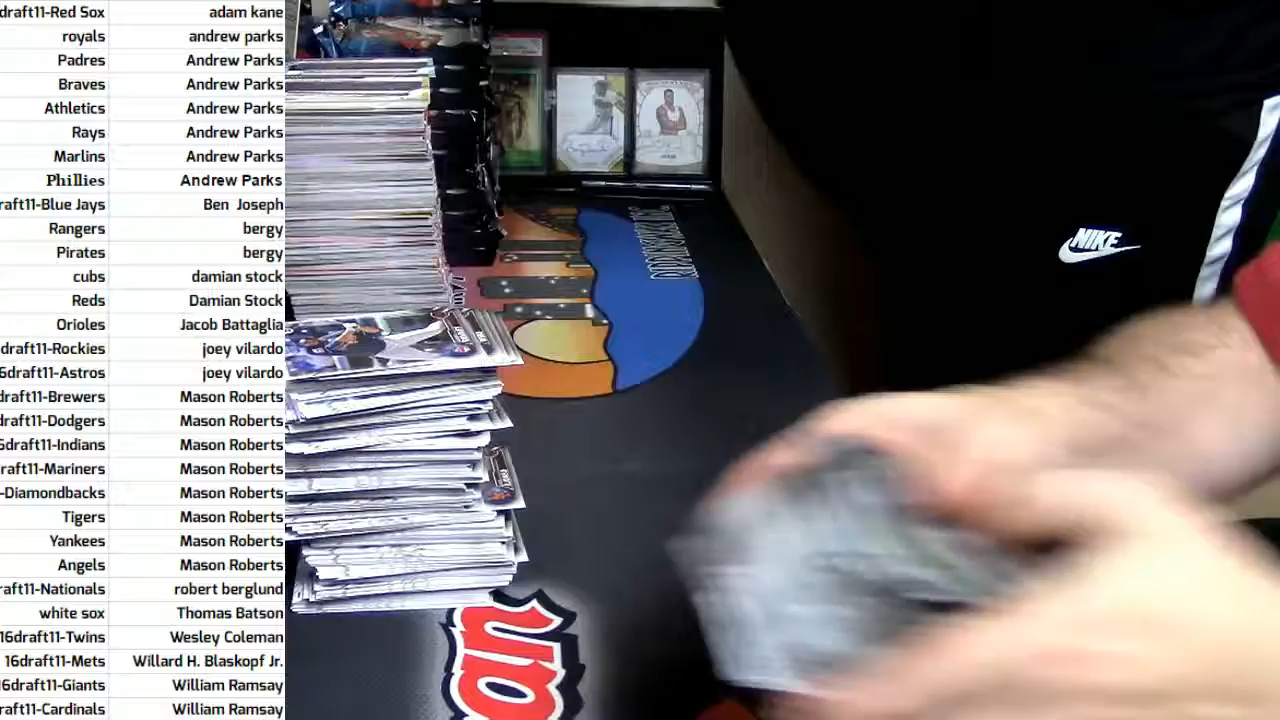 draft11-Red Sox adam kane
royals andrew parks
Padres Andrew Parks
Braves Andrew Parks
Athletics Andrew Parks
Rays Andrew Parks
Marlins Andrew Parks
Phillies Andrew Parks
raft11-Blue Jays Ben Joseph
Rangers bergy
Pirates bergy
cubs damian stock
Reds Damian Stock
Orioles Jacob Battaglia
draft11-Rockies joey vilardo
6draft11-Astros joey vilardo
draft11-Brewers Mason Roberts
draft11-Dodgers Mason Roberts
6draft11-Indians Mason Roberts
raft11-Mariners Mason Roberts
-Diamondbacks Mason Roberts
Tigers Mason Roberts
Yankees Mason Roberts
Angels Mason Roberts
raft11-Nationals robert berglund
white sox Thomas Batson
16draft11-Twins Wesley Coleman
16draft11-Mets Willard H. Blaskopf Jr.
16draft11-Giants William Ramsay
raft11-Cardinals William Ramsay
NIKE